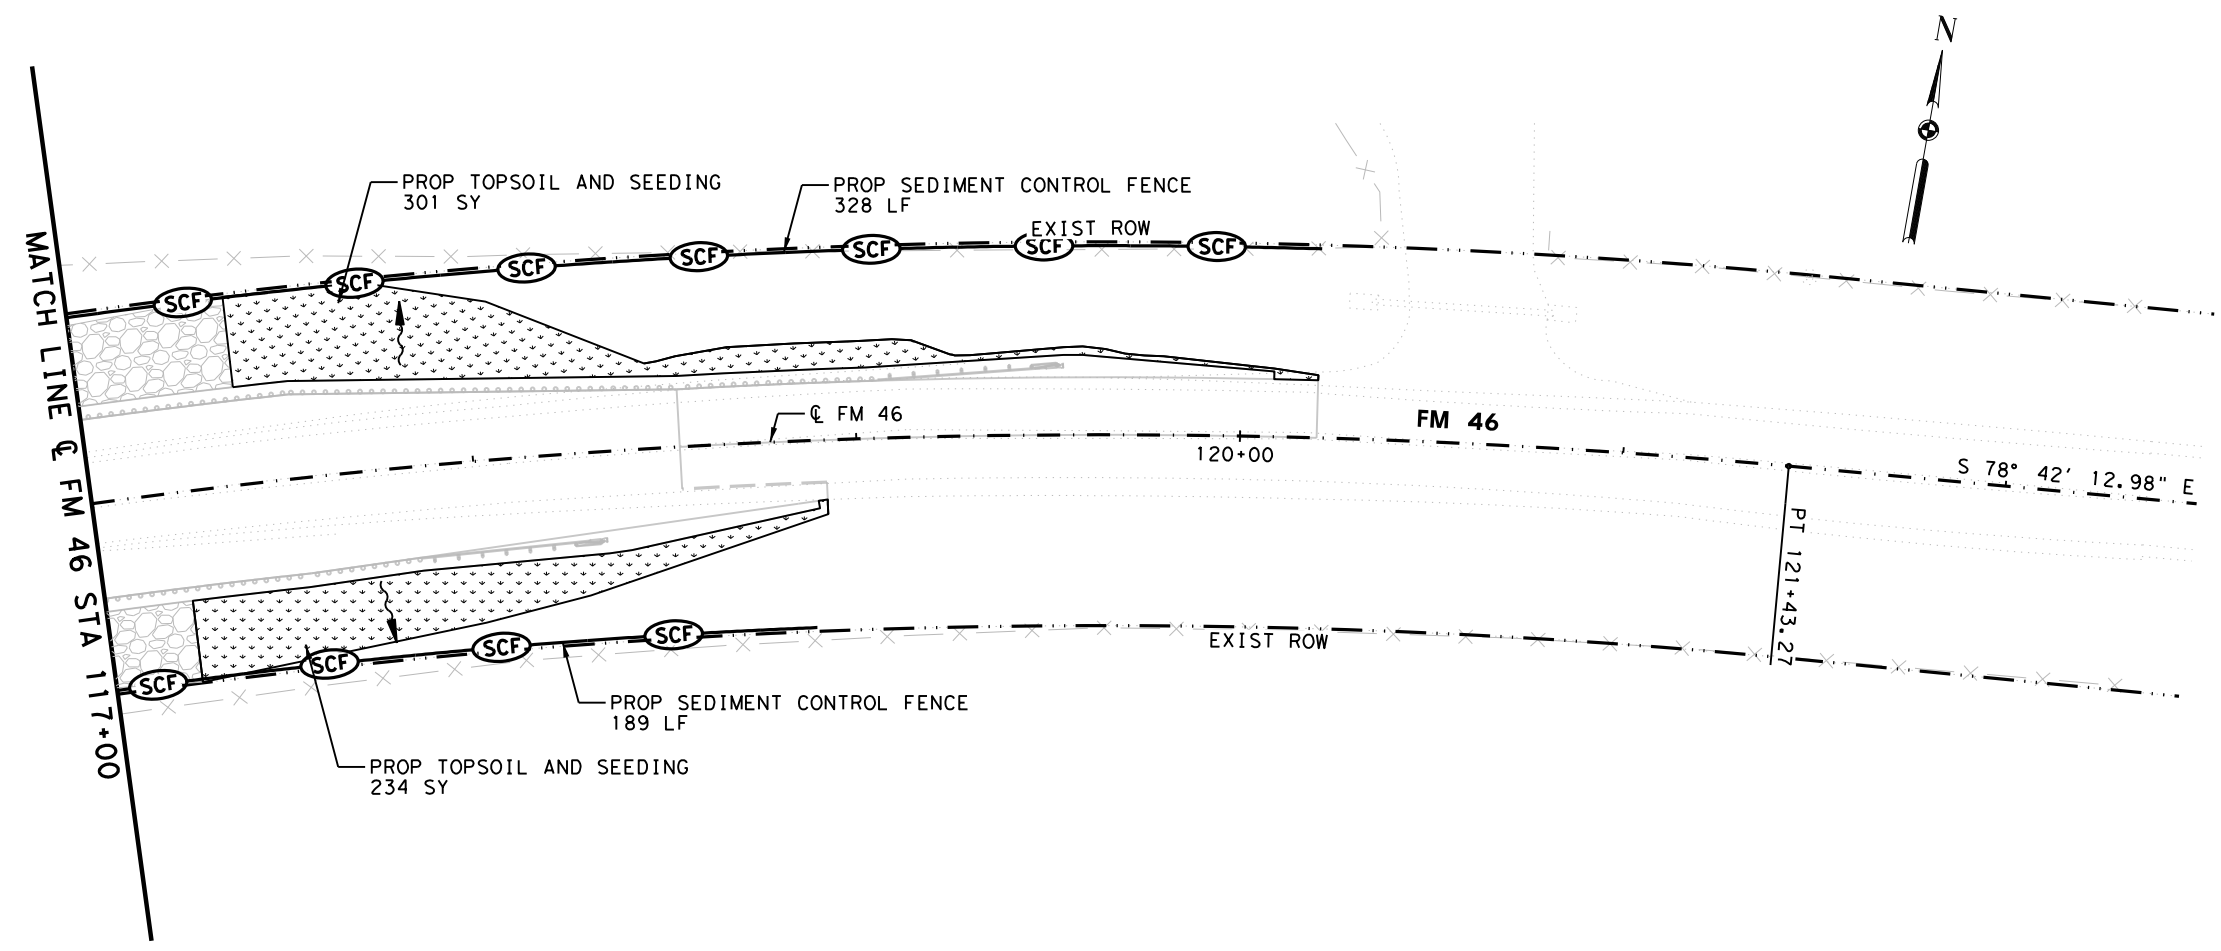 N
PROP TOPSOIL AND SEEDING
301 SY
PROP SEDIMENT CONTROL FENCE
328 LF
EXIST ROW
SCF
SCF
SCF
SCF
SCF
SCF
SCF
MATCH LINE ℄ FM 46 STA 117+00
℄ FM 46
FM 46
120+00
S 78° 42' 12.98" E
PT 121+43.27
EXIST ROW
SCF
SCF
SCF
SCF
PROP SEDIMENT CONTROL FENCE
189 LF
PROP TOPSOIL AND SEEDING
234 SY